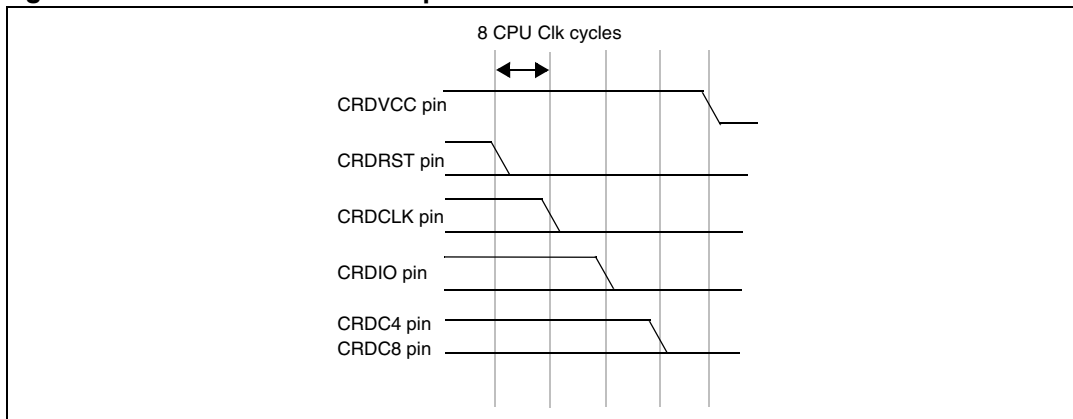 8 CPU Clk cycles
CRDVCC pin
CRDRST pin
CRDCLK pin
CRDIO pin
CRDC4 pin
CRDC8 pin